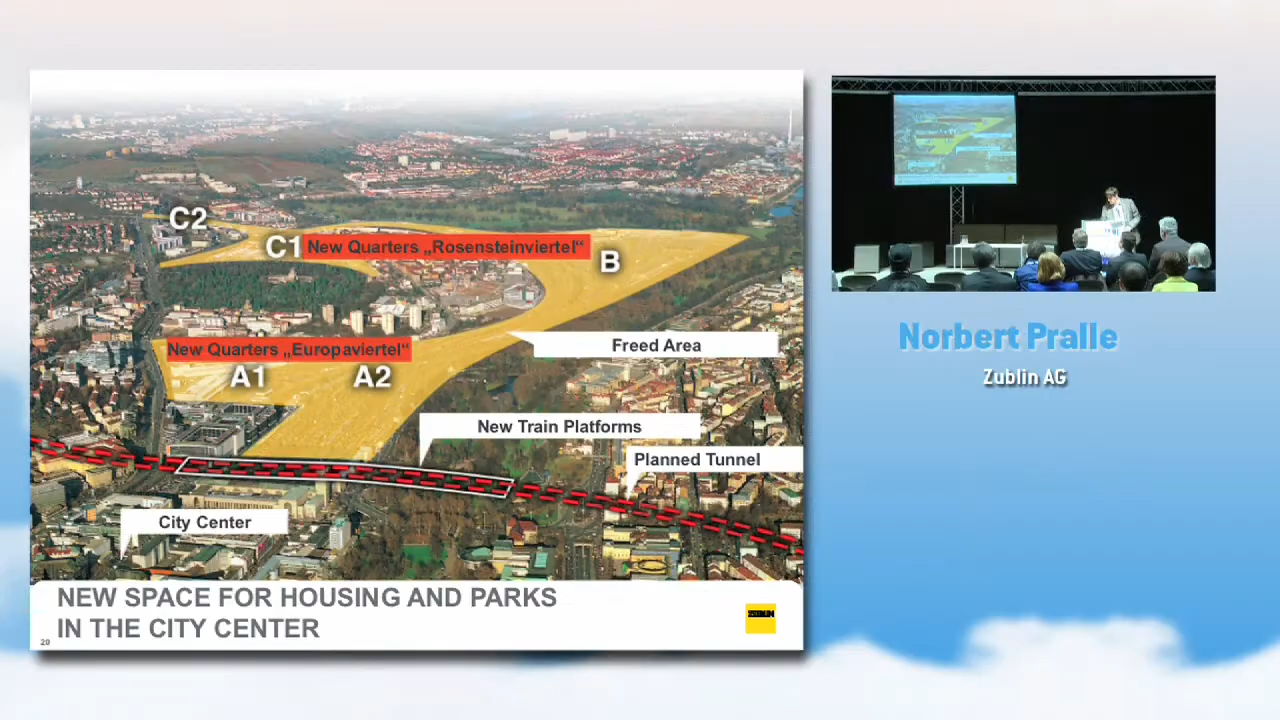 C2
C1
New Quarters „Rosensteinviertel“
B
New Quarters „Europaviertel“
A1
A2
Freed Area
New Train Platforms
Planned Tunnel
City Center
NEW SPACE FOR HOUSING AND PARKS
IN THE CITY CENTER
20
Norbert Pralle
Zublin AG